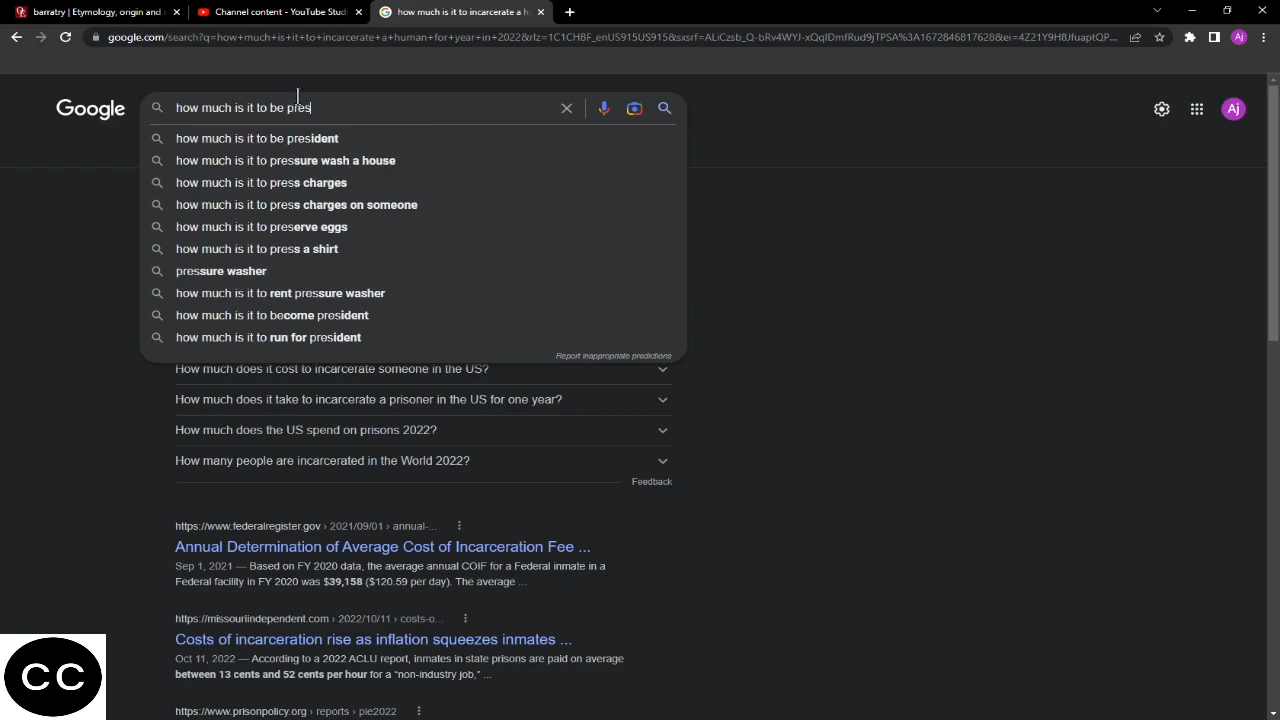 barratry | Etymology, origin and
Channel content - YouTube Stud
how much is it to incarcerate a h
google.com/search?q=how+much+is+it+to+incarcerate+a+human+for+year+in+2022&rlz=1C1CHBF_enUS915US915&sxsrf=ALiCzsb_Q-bRv4WYJ-xQqIDmfRud9jTPSA%3A1672846817628&ei=4Z21Y9H8JfuaptQP...
Aj
Google
how much is it to be pres
Aj
how much is it to be president
how much is it to pressure wash a house
how much is it to press charges
how much is it to press charges on someone
how much is it to preserve eggs
how much is it to press a shirt
pressure washer
how much is it to rent pressure washer
how much is it to become president
how much is it to run for president
Report inappropriate predictions
How much does it cost to incarcerate someone in the US?
How much does it take to incarcerate a prisoner in the US for one year?
How much does the US spend on prisons 2022?
How many people are incarcerated in the World 2022?
Feedback
https://www.federalregister.gov › 2021/09/01 › annual-...
Annual Determination of Average Cost of Incarceration Fee ...
Sep 1, 2021 — Based on FY 2020 data, the average annual COIF for a Federal inmate in a
Federal facility in FY 2020 was $39,158 ($120.59 per day). The average ...
https://missouriindependent.com › 2022/10/11 › costs-o...
Costs of incarceration rise as inflation squeezes inmates ...
Oct 11, 2022 — According to a 2022 ACLU report, inmates in state prisons are paid on average
between 13 cents and 52 cents per hour for a “non-industry job,” ...
https://www.prisonpolicy.org › reports › pie2022
CC